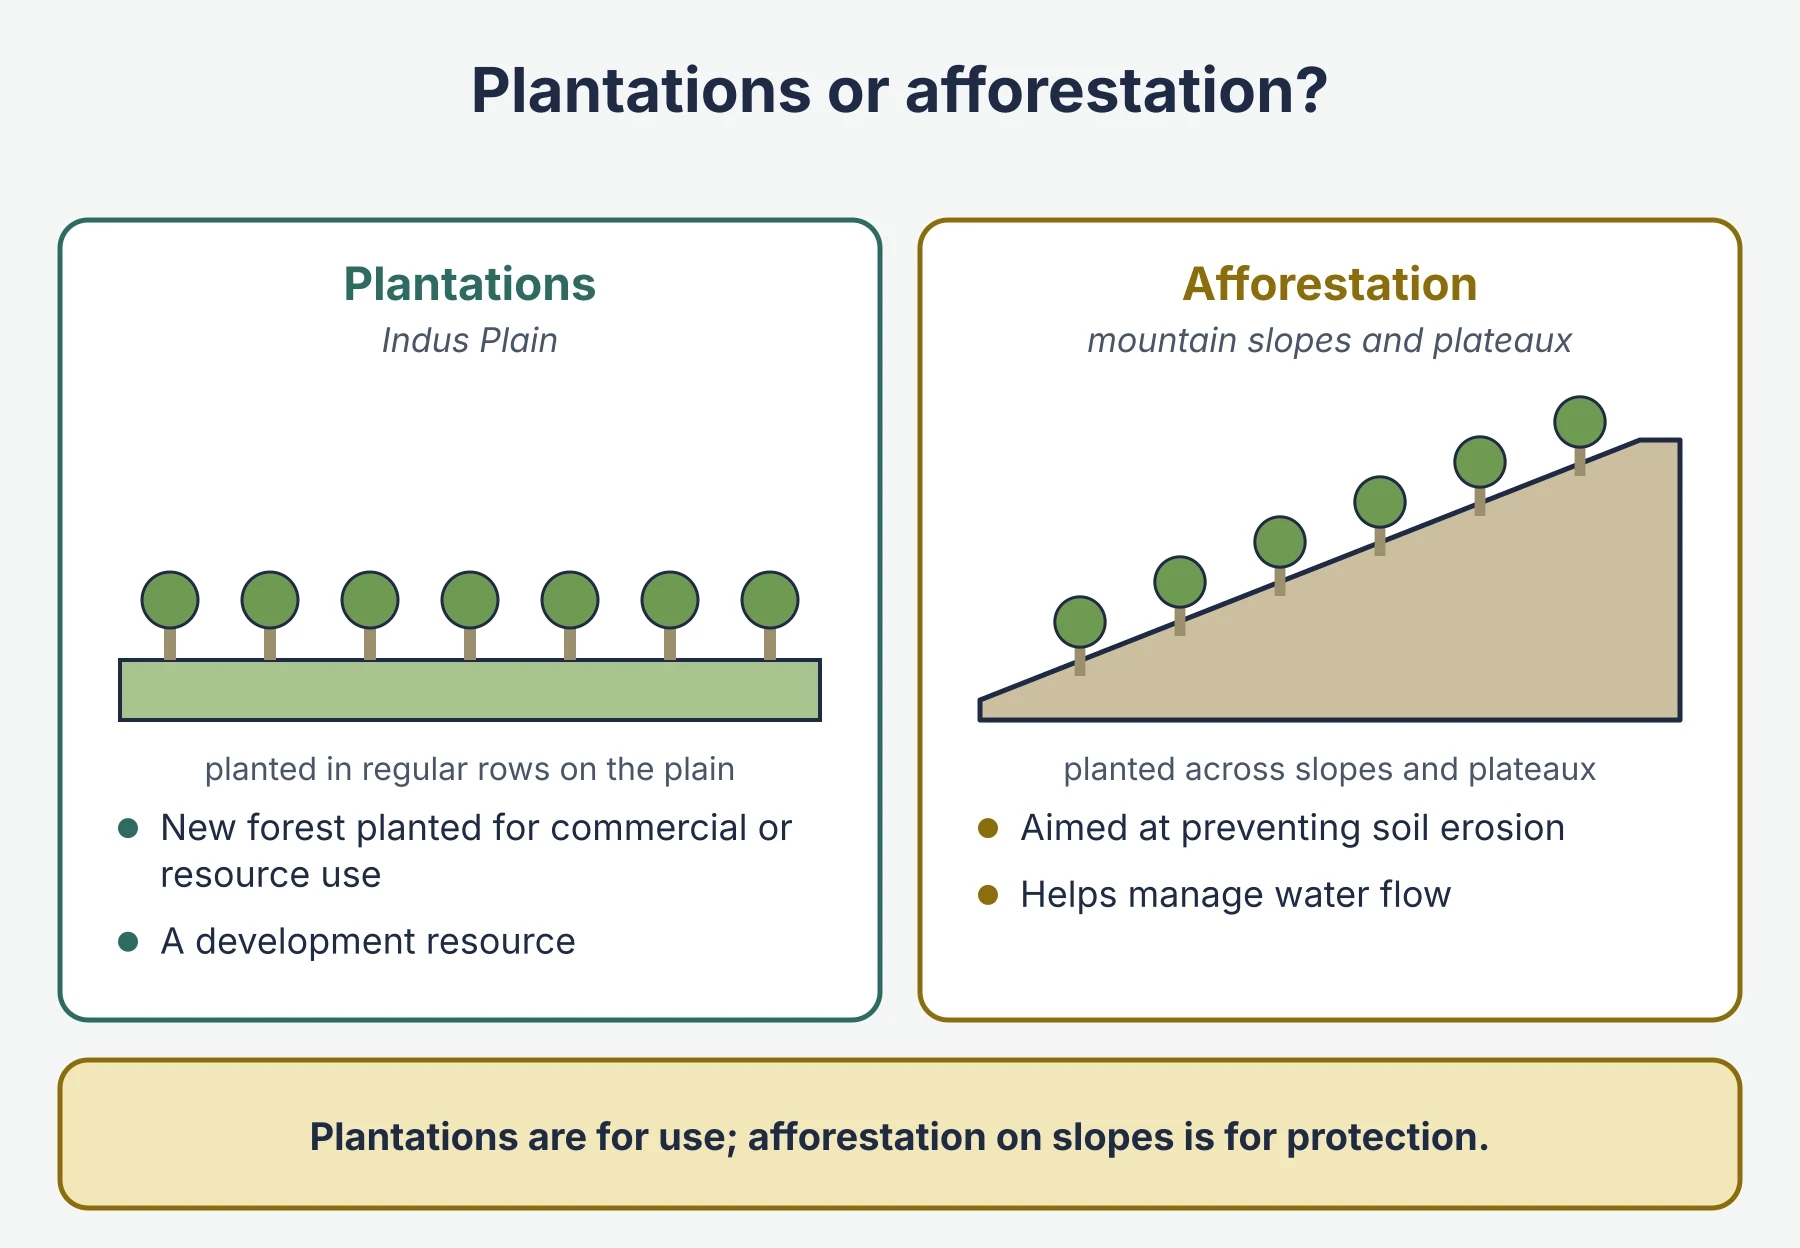 Plantations or afforestation?
Plantations
Indus Plain
planted in regular rows on the plain
New forest planted for commercial or
resource use
A development resource
Afforestation
mountain slopes and plateaux
planted across slopes and plateaux
Aimed at preventing soil erosion
Helps manage water flow
Plantations are for use; afforestation on slopes is for protection.